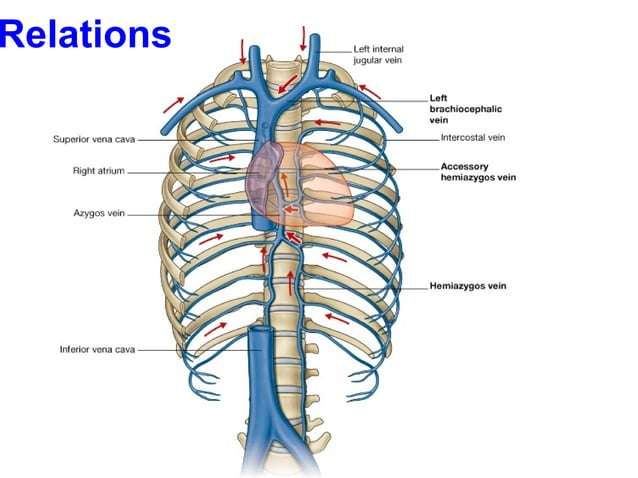 Relations
Left internal
jugular vein
Left
brachiocephalic
vein
Superior vena cava
Intercostal vein
Right atrium
Accessory
hemiazygos vein
Azygos vein
Hemiazygos vein
Inferior vena cava